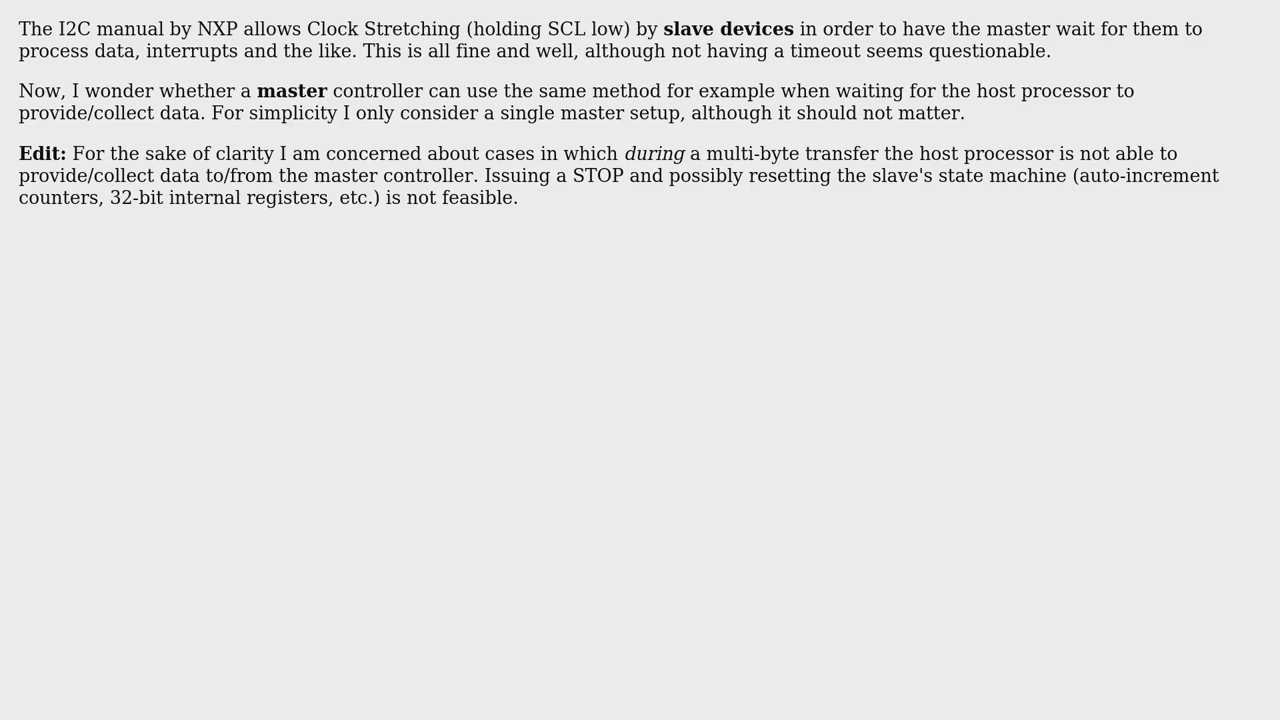 The I2C manual by NXP allows Clock Stretching (holding SCL low) by slave devices in order to have the master wait for them to
process data, interrupts and the like. This is all fine and well, although not having a timeout seems questionable.
Now, I wonder whether a master controller can use the same method for example when waiting for the host processor to
provide/collect data. For simplicity I only consider a single master setup, although it should not matter.
Edit: For the sake of clarity I am concerned about cases in which during a multi-byte transfer the host processor is not able to
provide/collect data to/from the master controller. Issuing a STOP and possibly resetting the slave's state machine (auto-increment
counters, 32-bit internal registers, etc.) is not feasible.